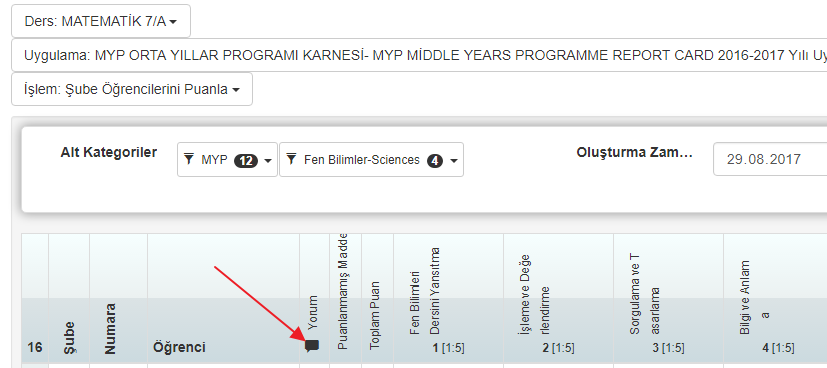 Ders: MATEMATİK 7/A
Uygulama: MYP ORTA YILLAR PROGRAMI KARNESİ- MYP MİDDLE YEARS PROGRAMME REPORT CARD 2016-2017 Yılı Uy
İşlem: Şube Öğrencilerini Puanla
Alt Kategoriler
MYP 12
Fen Bilimler-Sciences 4
Oluşturma Zam...
29.08.2017
16
Şube
Numara
Öğrenci
Yorum
Puanlanmamış Madde
Toplam Puan
Fen Bilimleri
Dersini Yansıtma
1 [1:5]
İşleme ve Değe
rlendirme
2 [1:5]
Sorgulama ve T
asarlama
3 [1:5]
Bilgi ve Anlam
a
4 [1:5]